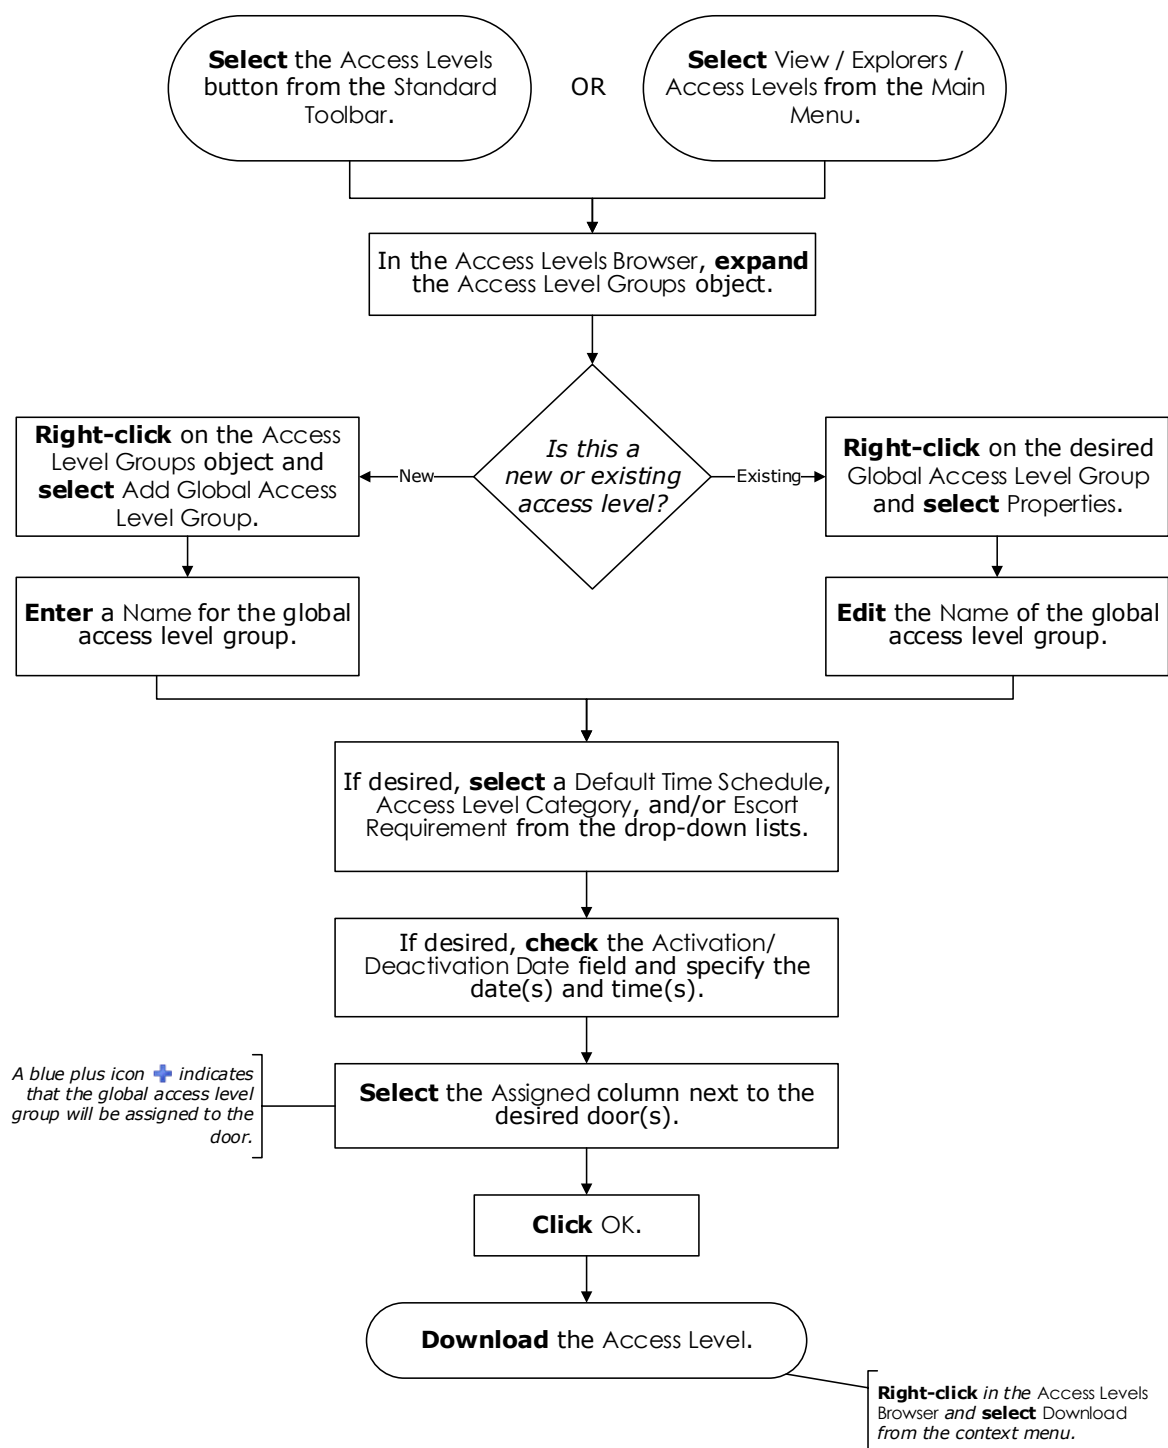 Select the Access Levels
button from the Standard
Toolbar.
OR
Select View / Explorers /
Access Levels from the Main
Menu.
In the Access Levels Browser, expand
the Access Level Groups object.
Is this a
new or existing
access level?
New
Existing
Right-click on the Access
Level Groups object and
select Add Global Access
Level Group.
Right-click on the desired
Global Access Level Group
and select Properties.
Enter a Name for the global
access level group.
Edit the Name of the global
access level group.
If desired, select a Default Time Schedule,
Access Level Category, and/or Escort
Requirement from the drop-down lists.
If desired, check the Activation/
Deactivation Date field and specify the
date(s) and time(s).
A blue plus icon indicates
that the global access level
group will be assigned to the
door.
Select the Assigned column next to the
desired door(s).
Click OK.
Download the Access Level.
Right-click in the Access Levels
Browser and select Download
from the context menu.